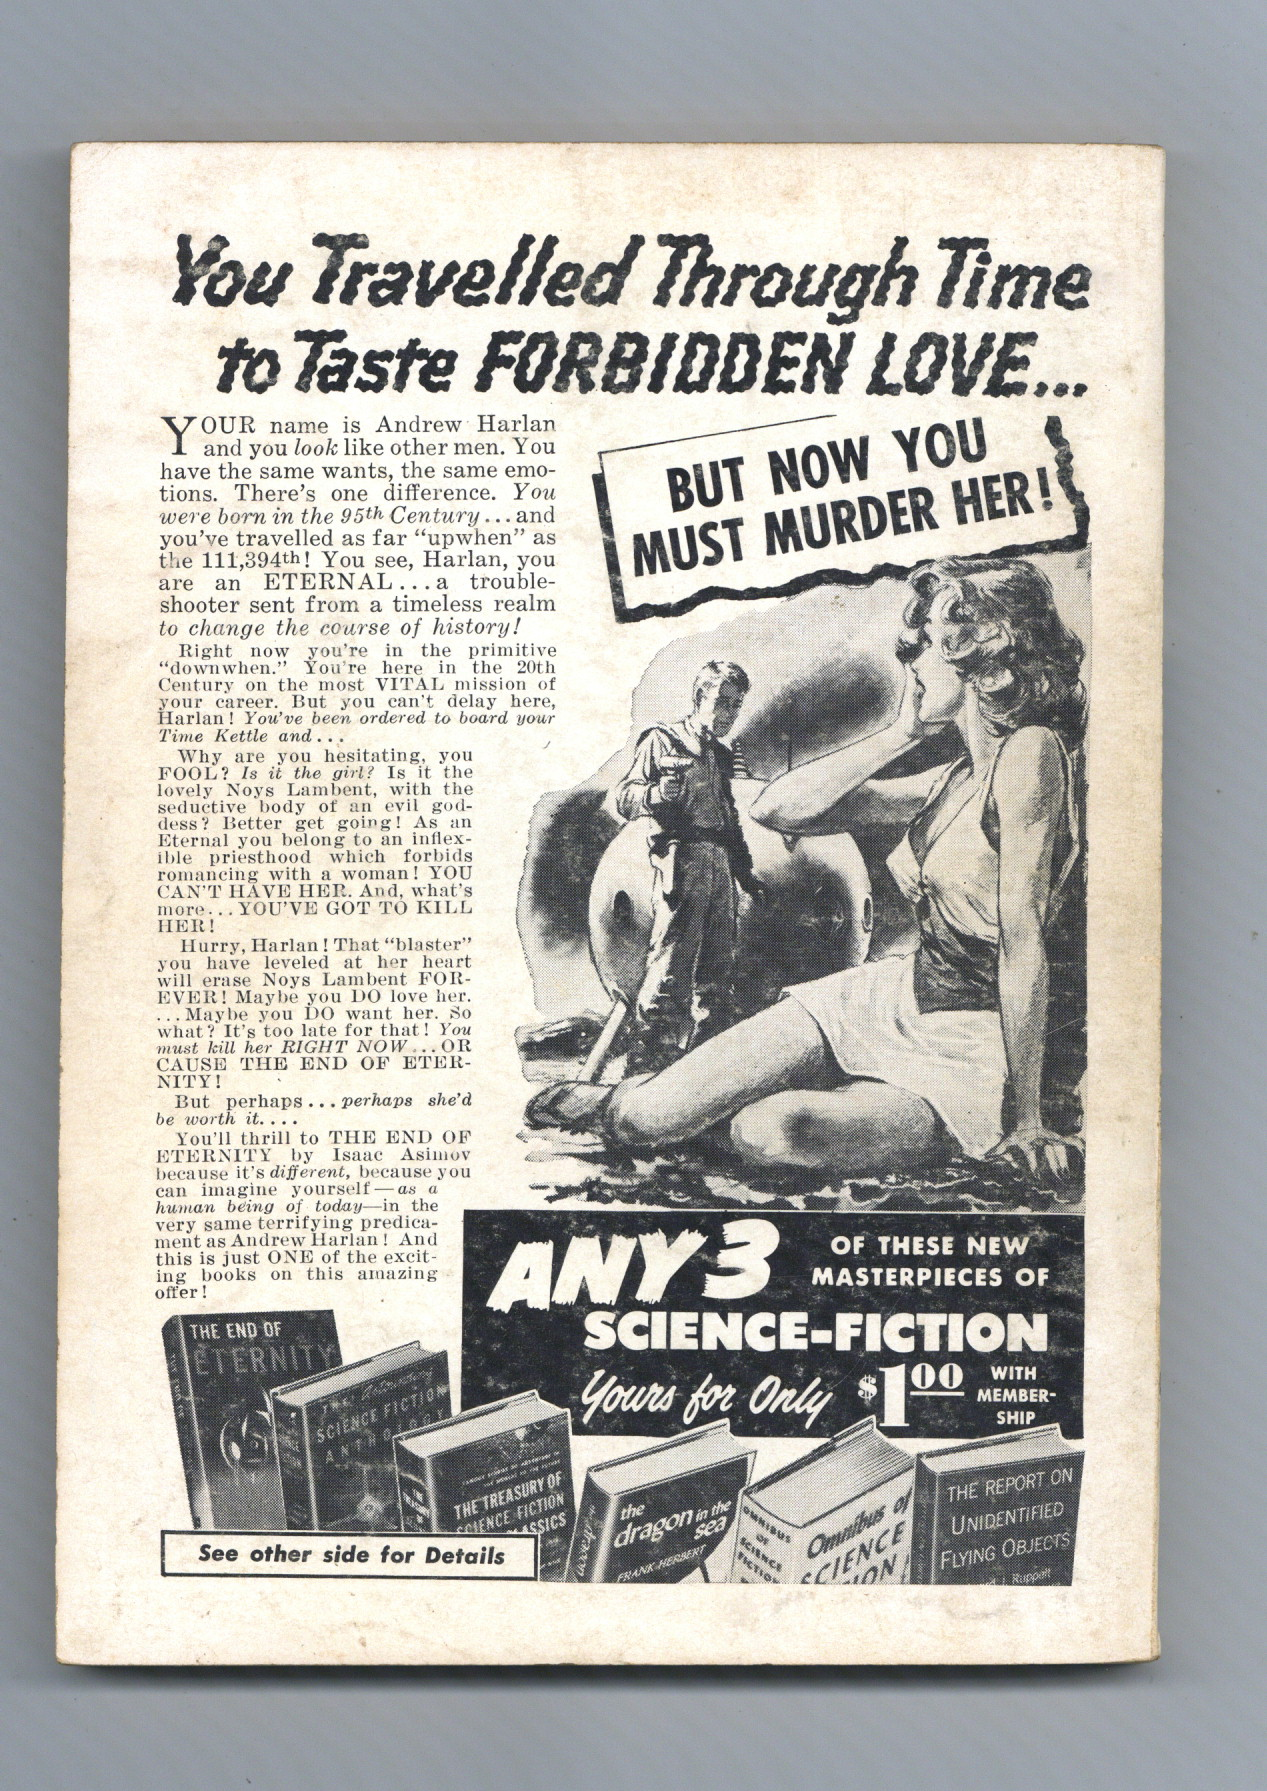 You Travelled Through Time
to Taste FORBIDDEN LOVE...
BUT NOW YOU
MUST MURDER HER!
YOUR name is Andrew Harlan
and you look like other men. You
have the same wants, the same emo-
tions. There's one difference. You
were born in the 95th Century...and
you've travelled as far “upwhen” as
the 111,394th! You see, Harlan, you
are an ETERNAL...a trouble-
shooter sent from a timeless realm
to change the course of history!
Right now you're in the primitive
“downwhen.” You're here in the 20th
Century on the most VITAL mission of
your career. But you can't delay here,
Harlan! You've been ordered to board your
Time Kettle and...
Why are you hesitating, you
FOOL? Is it the girl? Is it the
lovely Noys Lambent, with the
seductive body of an evil god-
dess? Better get going! As an
Eternal you belong to an inflex-
ible priesthood which forbids
romancing with a woman! YOU
CAN'T HAVE HER. And, what's
more...YOU'VE GOT TO KILL
HER!
Hurry, Harlan! That “blaster”
you have leveled at her heart
will erase Noys Lambent FOR-
EVER! Maybe you DO love her.
...Maybe you DO want her. So
what? It's too late for that! You
must kill her RIGHT NOW...OR
CAUSE THE END OF ETER-
NITY!
But perhaps...perhaps she'd
be worth it....
You'll thrill to THE END OF
ETERNITY by Isaac Asimov
because it's different, because you
can imagine yourself—as a
human being of today—in the
very same terrifying predica-
ment as Andrew Harlan! And
this is just ONE of the excit-
ing books on this amazing
offer!
ANY 3 OF THESE NEW
MASTERPIECES OF
SCIENCE-FICTION
Yours for Only $1.00 WITH
MEMBER-
SHIP
THE END OF
ETERNITY
The Astounding
SCIENCE FICTION
ANTHOLOGY
THE TREASURY OF
SCIENCE FICTION
CLASSICS
the
dragon in the
sea
FRANK HERBERT
OMNIBUS
OF
SCIENCE
FICTION
Omnibus of
SCIENCE
THE REPORT ON
UNIDENTIFIED
FLYING OBJECTS
Ruppelt
See other side for Details